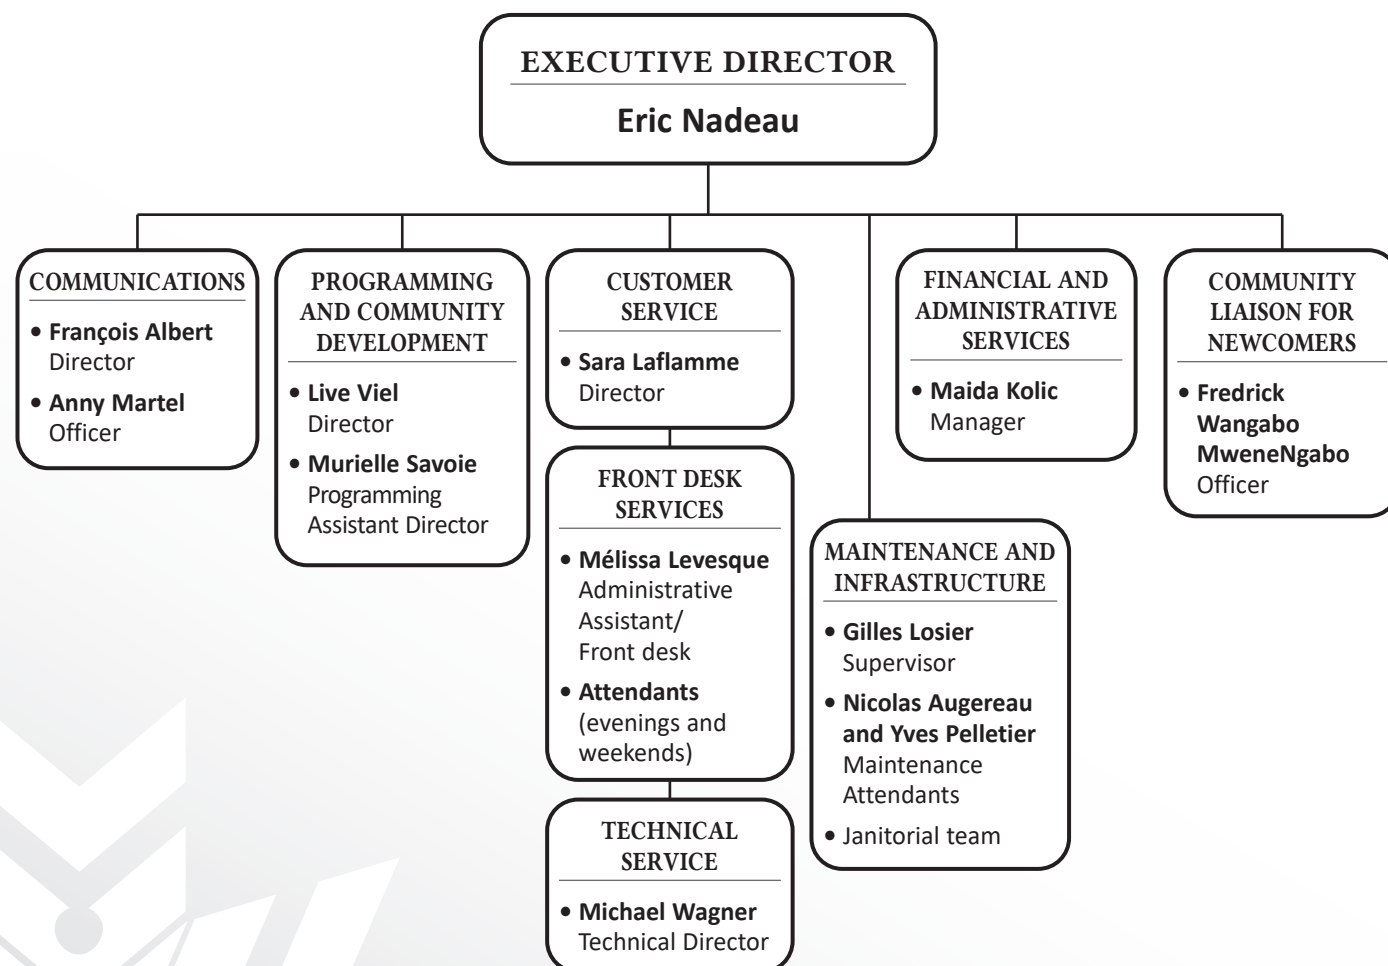 EXECUTIVE DIRECTOR
Eric Nadeau
COMMUNICATIONS
• François Albert
Director
• Anny Martel
Officer
PROGRAMMING
AND COMMUNITY
DEVELOPMENT
• Live Viel
Director
• Murielle Savoie
Programming
Assistant Director
CUSTOMER
SERVICE
• Sara Laflamme
Director
FRONT DESK
SERVICES
• Mélissa Levesque
Administrative
Assistant/
Front desk
• Attendants
(evenings and
weekends)
TECHNICAL
SERVICE
• Michael Wagner
Technical Director
MAINTENANCE AND
INFRASTRUCTURE
• Gilles Losier
Supervisor
• Nicolas Augereau
and Yves Pelletier
Maintenance
Attendants
• Janitorial team
FINANCIAL AND
ADMINISTRATIVE
SERVICES
• Maida Kolic
Manager
COMMUNITY
LIAISON FOR
NEWCOMERS
• Fredrick
Wangabo
MweneNgabo
Officer